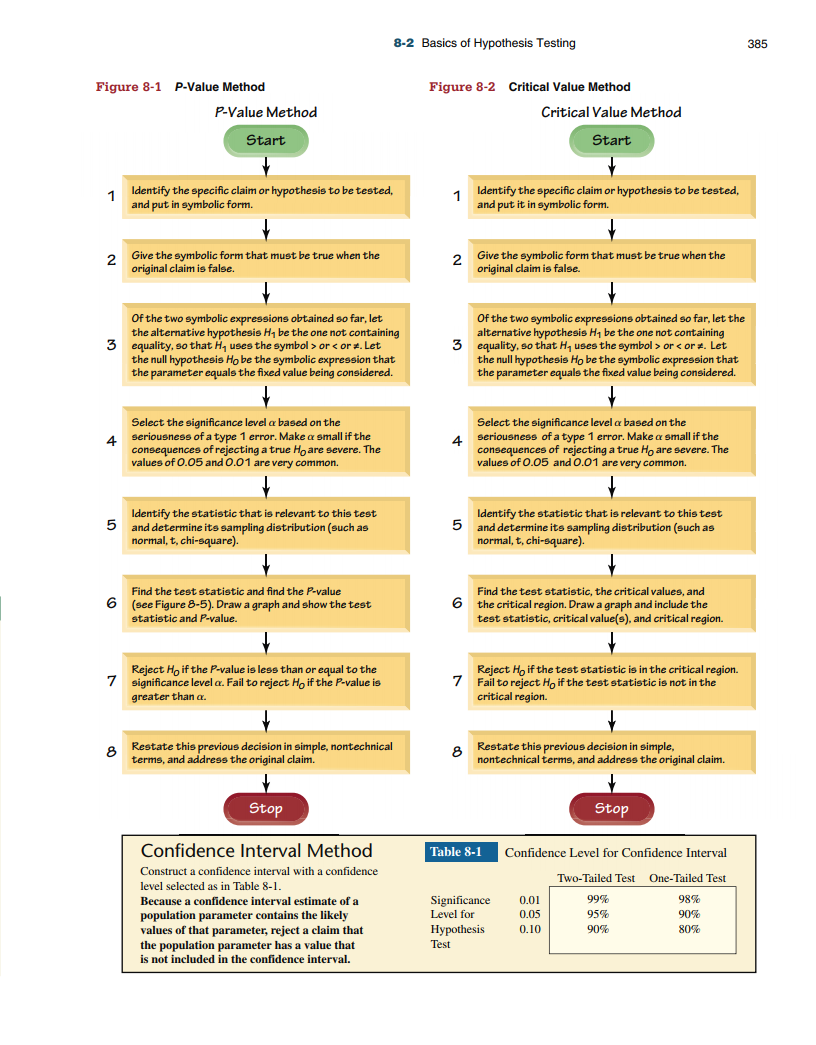 8-2 Basics of Hypothesis Testing 385
Figure 8-1 P-Value Method
P-Value Method
Start
1 Identify the specific claim or hypothesis to be tested,
and put in symbolic form.
2 Give the symbolic form that must be true when the
original claim is false.
3 Of the two symbolic expressions obtained so far, let
the alternative hypothesis H1 be the one not containing
equality, so that H1 uses the symbol > or < or ≠. Let
the null hypothesis H0 be the symbolic expression that
the parameter equals the fixed value being considered.
4 Select the significance level α based on the
seriousness of a type 1 error. Make α small if the
consequences of rejecting a true H0 are severe. The
values of 0.05 and 0.01 are very common.
5 Identify the statistic that is relevant to this test
and determine its sampling distribution (such as
normal, t, chi-square).
6 Find the test statistic and find the P-value
(see Figure 8-5). Draw a graph and show the test
statistic and P-value.
7 Reject H0 if the P-value is less than or equal to the
significance level α. Fail to reject H0 if the P-value is
greater than α.
8 Restate this previous decision in simple, nontechnical
terms, and address the original claim.
Stop
Figure 8-2 Critical Value Method
Critical Value Method
Start
1 Identify the specific claim or hypothesis to be tested,
and put it in symbolic form.
2 Give the symbolic form that must be true when the
original claim is false.
3 Of the two symbolic expressions obtained so far, let the
alternative hypothesis H1 be the one not containing
equality, so that H1 uses the symbol > or < or ≠. Let
the null hypothesis H0 be the symbolic expression that
the parameter equals the fixed value being considered.
4 Select the significance level α based on the
seriousness of a type 1 error. Make α small if the
consequences of rejecting a true H0 are severe. The
values of 0.05 and 0.01 are very common.
5 Identify the statistic that is relevant to this test
and determine its sampling distribution (such as
normal, t, chi-square).
6 Find the test statistic, the critical values, and
the critical region. Draw a graph and include the
test statistic, critical value(s), and critical region.
7 Reject H0 if the test statistic is in the critical region.
Fail to reject H0 if the test statistic is not in the
critical region.
8 Restate this previous decision in simple,
nontechnical terms, and address the original claim.
Stop
Confidence Interval Method
Construct a confidence interval with a confidence
level selected as in Table 8-1.
Because a confidence interval estimate of a
population parameter contains the likely
values of that parameter, reject a claim that
the population parameter has a value that
is not included in the confidence interval.
Table 8-1 Confidence Level for Confidence Interval
Two-Tailed Test One-Tailed Test
Significance 0.01 99% 98%
Level for 0.05 95% 90%
Hypothesis 0.10 90% 80%
Test